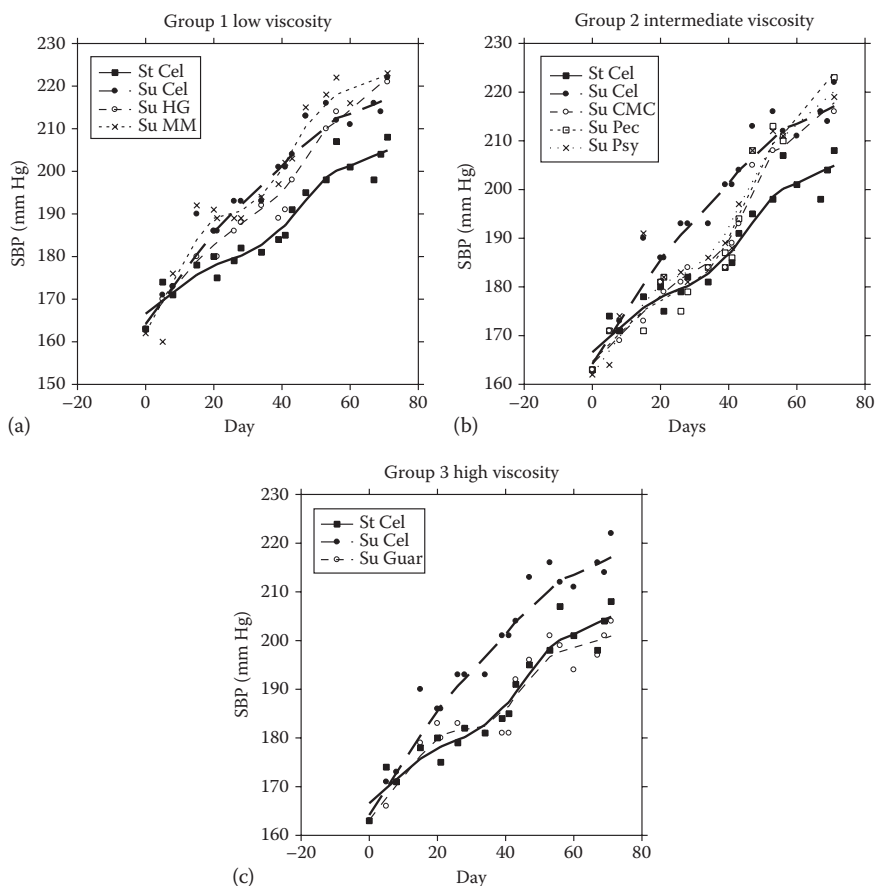 Group 1 low viscosity
230
220
210
200
190
180
170
160
150
SBP (mm Hg)
St Cel
Su Cel
Su HG
Su MM
−20
0
20
40
60
80
Day
(a)
Group 2 intermediate viscosity
230
220
210
200
190
180
170
160
SBP (mm Hg)
St Cel
Su Cel
Su CMC
Su Pec
Su Psy
−20
0
20
40
60
80
Days
(b)
Group 3 high viscosity
230
220
210
200
190
180
170
160
SBP (mm Hg)
St Cel
Su Cel
Su Guar
−20
0
20
40
60
80
Day
(c)